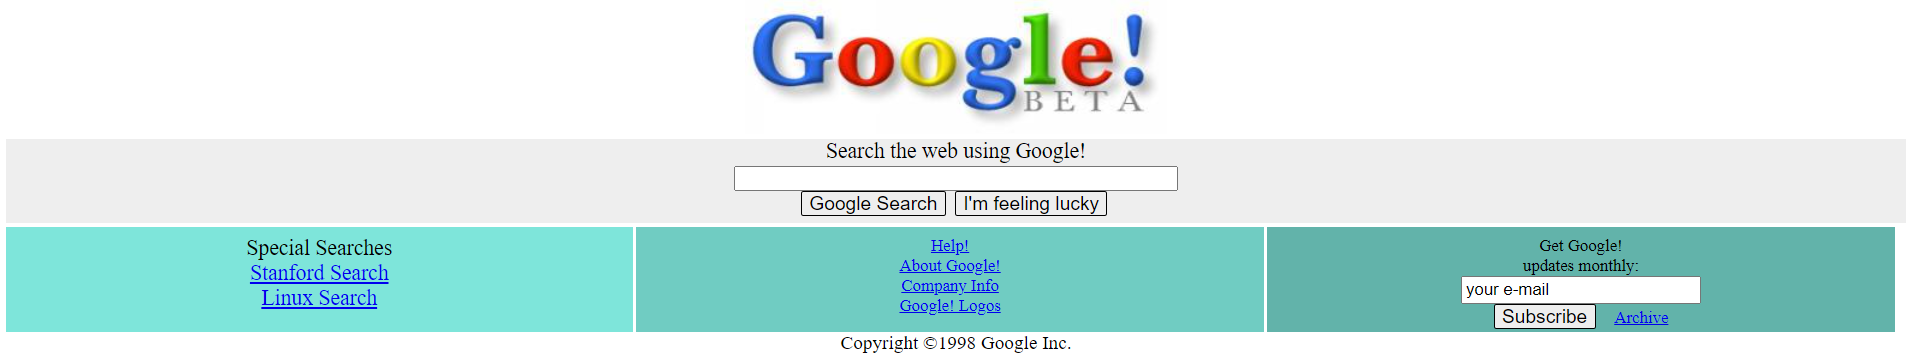 Google!
BETA
Search the web using Google!
Google Search I'm feeling lucky
Special Searches
Stanford Search
Linux Search
Help!
About Google!
Company Info
Google! Logos
Get Google!
updates monthly:
your e-mail
Subscribe Archive
Copyright ©1998 Google Inc.